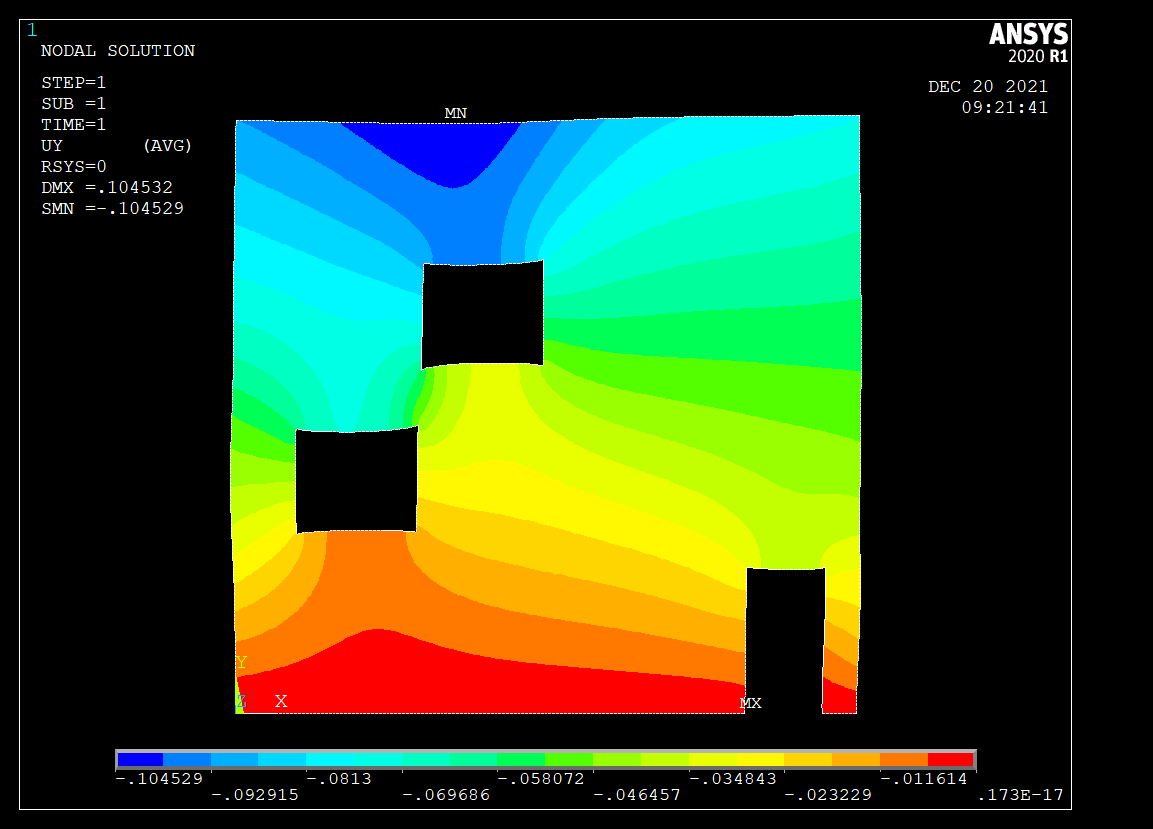 1
ANSYS
2020 R1
NODAL SOLUTION
STEP=1
SUB =1
TIME=1
UY (AVG)
RSYS=0
DMX =.104532
SMN =-.104529
DEC 20 2021
09:21:41
MN
Y
Z X
MX
-.104529 -.0813 -.058072 -.034843 -.011614
-.092915 -.069686 -.046457 -.023229 .173E-17